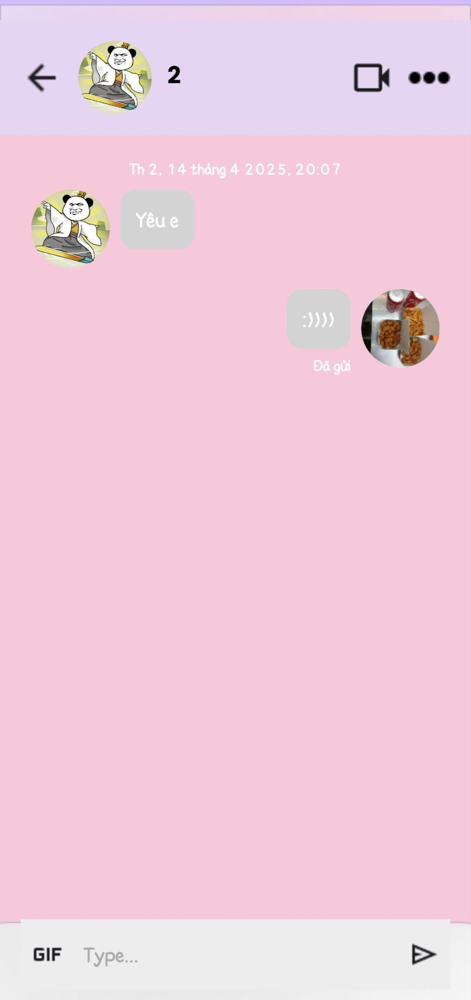 2
Th 2, 14 tháng 4 2025, 20:07
Yêu e
:))))
Đã gửi
GIF Type...